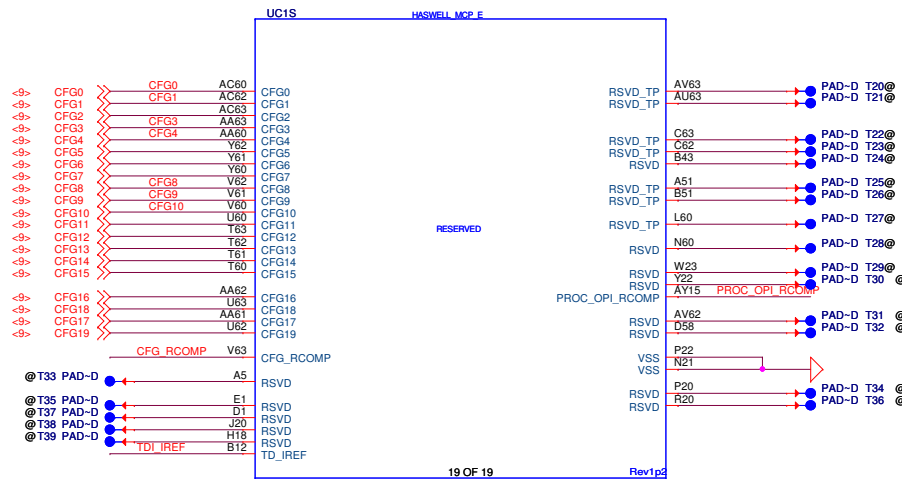 UC1S HASWELL_MCP_E
<9> CFG0 CFG0 AC60 CFG0 RSVD_TP AV63 PAD~D T20@
<9> CFG1 CFG1 AC62 CFG1 RSVD_TP AU63 PAD~D T21@
<9> CFG2 AC63 CFG2
<9> CFG3 CFG3 AA63 CFG3
<9> CFG4 CFG4 AA60 CFG4 RSVD_TP C63 PAD~D T22@
<9> CFG5 Y62 CFG5 RSVD_TP C62 PAD~D T23@
<9> CFG6 Y61 CFG6 RSVD B43 PAD~D T24@
<9> CFG7 Y60 CFG7
<9> CFG8 CFG8 V62 CFG8 RSVD_TP A51 PAD~D T25@
<9> CFG9 CFG9 V61 CFG9 RSVD_TP B51 PAD~D T26@
<9> CFG10 CFG10 V60 CFG10
<9> CFG11 U60 CFG11 RSVD_TP L60 PAD~D T27@
<9> CFG12 T63 CFG12 RESERVED
<9> CFG13 T62 CFG13 RSVD N60 PAD~D T28@
<9> CFG14 T61 CFG14
<9> CFG15 T60 CFG15 RSVD W23 PAD~D T29@
RSVD Y22 PAD~D T30 @
<9> CFG16 AA62 CFG16 PROC_OPI_RCOMP AY15 PROC_OPI_RCOMP
<9> CFG18 U63 CFG18
<9> CFG17 AA61 CFG17 RSVD AV62 PAD~D T31 @
<9> CFG19 U62 CFG19 RSVD D58 PAD~D T32 @
CFG_RCOMP V63 CFG_RCOMP VSS P22
VSS N21
@T33 PAD~D A5 RSVD
RSVD P20 PAD~D T34 @
@T35 PAD~D E1 RSVD RSVD R20 PAD~D T36 @
@T37 PAD~D D1 RSVD
@T38 PAD~D J20 RSVD
@T39 PAD~D H18 RSVD
TDI_IREF B12 TD_IREF
19 OF 19 Rev1p2